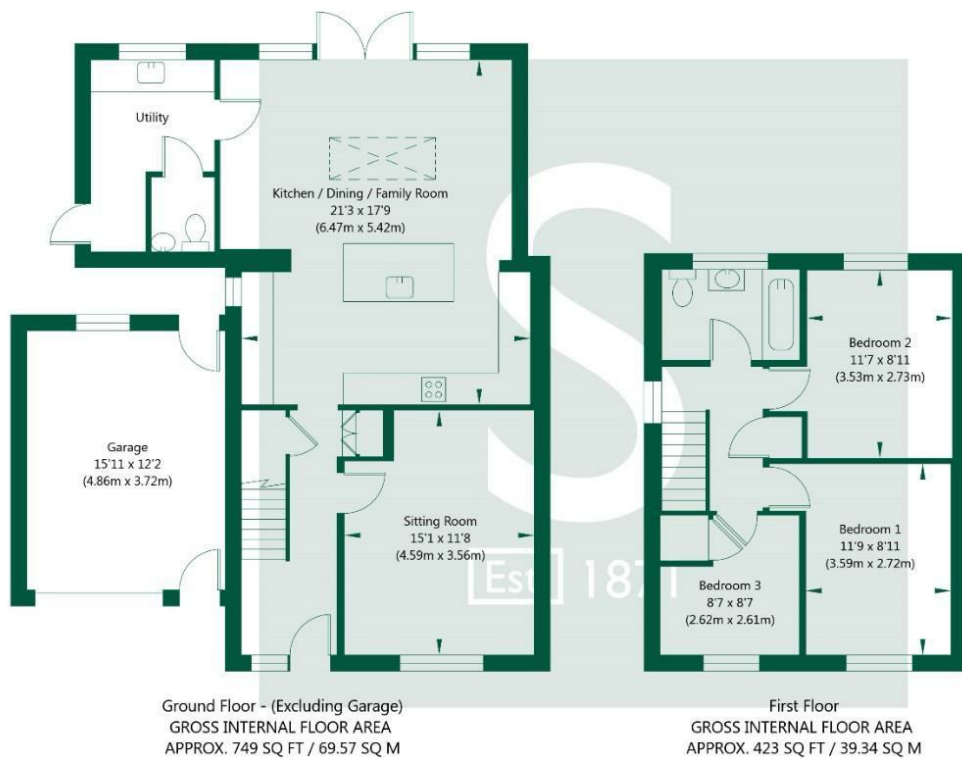 Utility
Kitchen / Dining / Family Room
21'3 x 17'9
(6.47m x 5.42m)
Garage
15'11 x 12'2
(4.86m x 3.72m)
Sitting Room
15'1 x 11'8
(4.59m x 3.56m)
Ground Floor - (Excluding Garage)
GROSS INTERNAL FLOOR AREA
APPROX. 749 SQ FT / 69.57 SQ M
Bedroom 2
11'7 x 8'11
(3.53m x 2.73m)
Bedroom 1
11'9 x 8'11
(3.59m x 2.72m)
Bedroom 3
8'7 x 8'7
(2.62m x 2.61m)
First Floor
GROSS INTERNAL FLOOR AREA
APPROX. 423 SQ FT / 39.34 SQ M
S
Est 1871